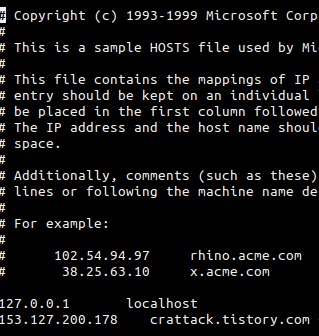 # Copyright (c) 1993-1999 Microsoft Corp
#
# This is a sample HOSTS file used by Mi
#
# This file contains the mappings of IP
# entry should be kept on an individual
# be placed in the first column followed
# The IP address and the host name shoul
# space.
#
# Additionally, comments (such as these)
# lines or following the machine name de
#
# For example:
#
#      102.54.94.97     rhino.acme.com
#       38.25.63.10     x.acme.com

127.0.0.1       localhost
153.127.200.178    crattack.tistory.com